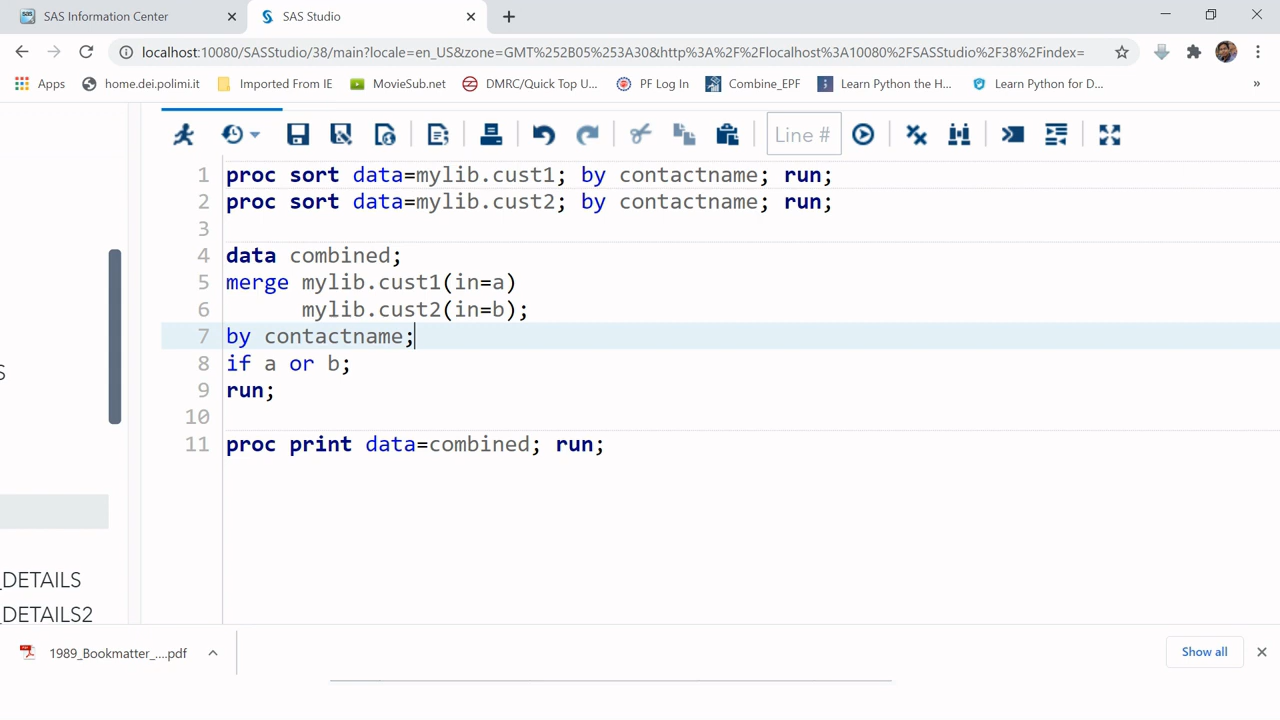 SAS Information Center
SAS Studio
localhost:10080/SASStudio/38/main?locale=en_US&zone=GMT%252B05%253A30&http%3A%2F%2Flocalhost%3A10080%2FSASStudio%2F38%2Findex=
Apps home.dei.polimi.it Imported From IE MovieSub.net DMRC/Quick Top U... PF Log In Combine_EPF Learn Python the H... Learn Python for D... »
Line #
1 proc sort data=mylib.cust1; by contactname; run;
2 proc sort data=mylib.cust2; by contactname; run;
3
4 data combined;
5 merge mylib.cust1(in=a)
6 mylib.cust2(in=b);
7 by contactname;
8 if a or b;
9 run;
10
11 proc print data=combined; run;
S
_DETAILS
_DETAILS2
1989_Bookmatter_....pdf
Show all